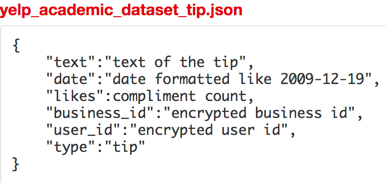 yelp_academic_dataset_tip.json
{
    "text":"text of the tip",
    "date":"date formatted like 2009-12-19",
    "likes":compliment count,
    "business_id":"encrypted business id",
    "user_id":"encrypted user id",
    "type":"tip"
}